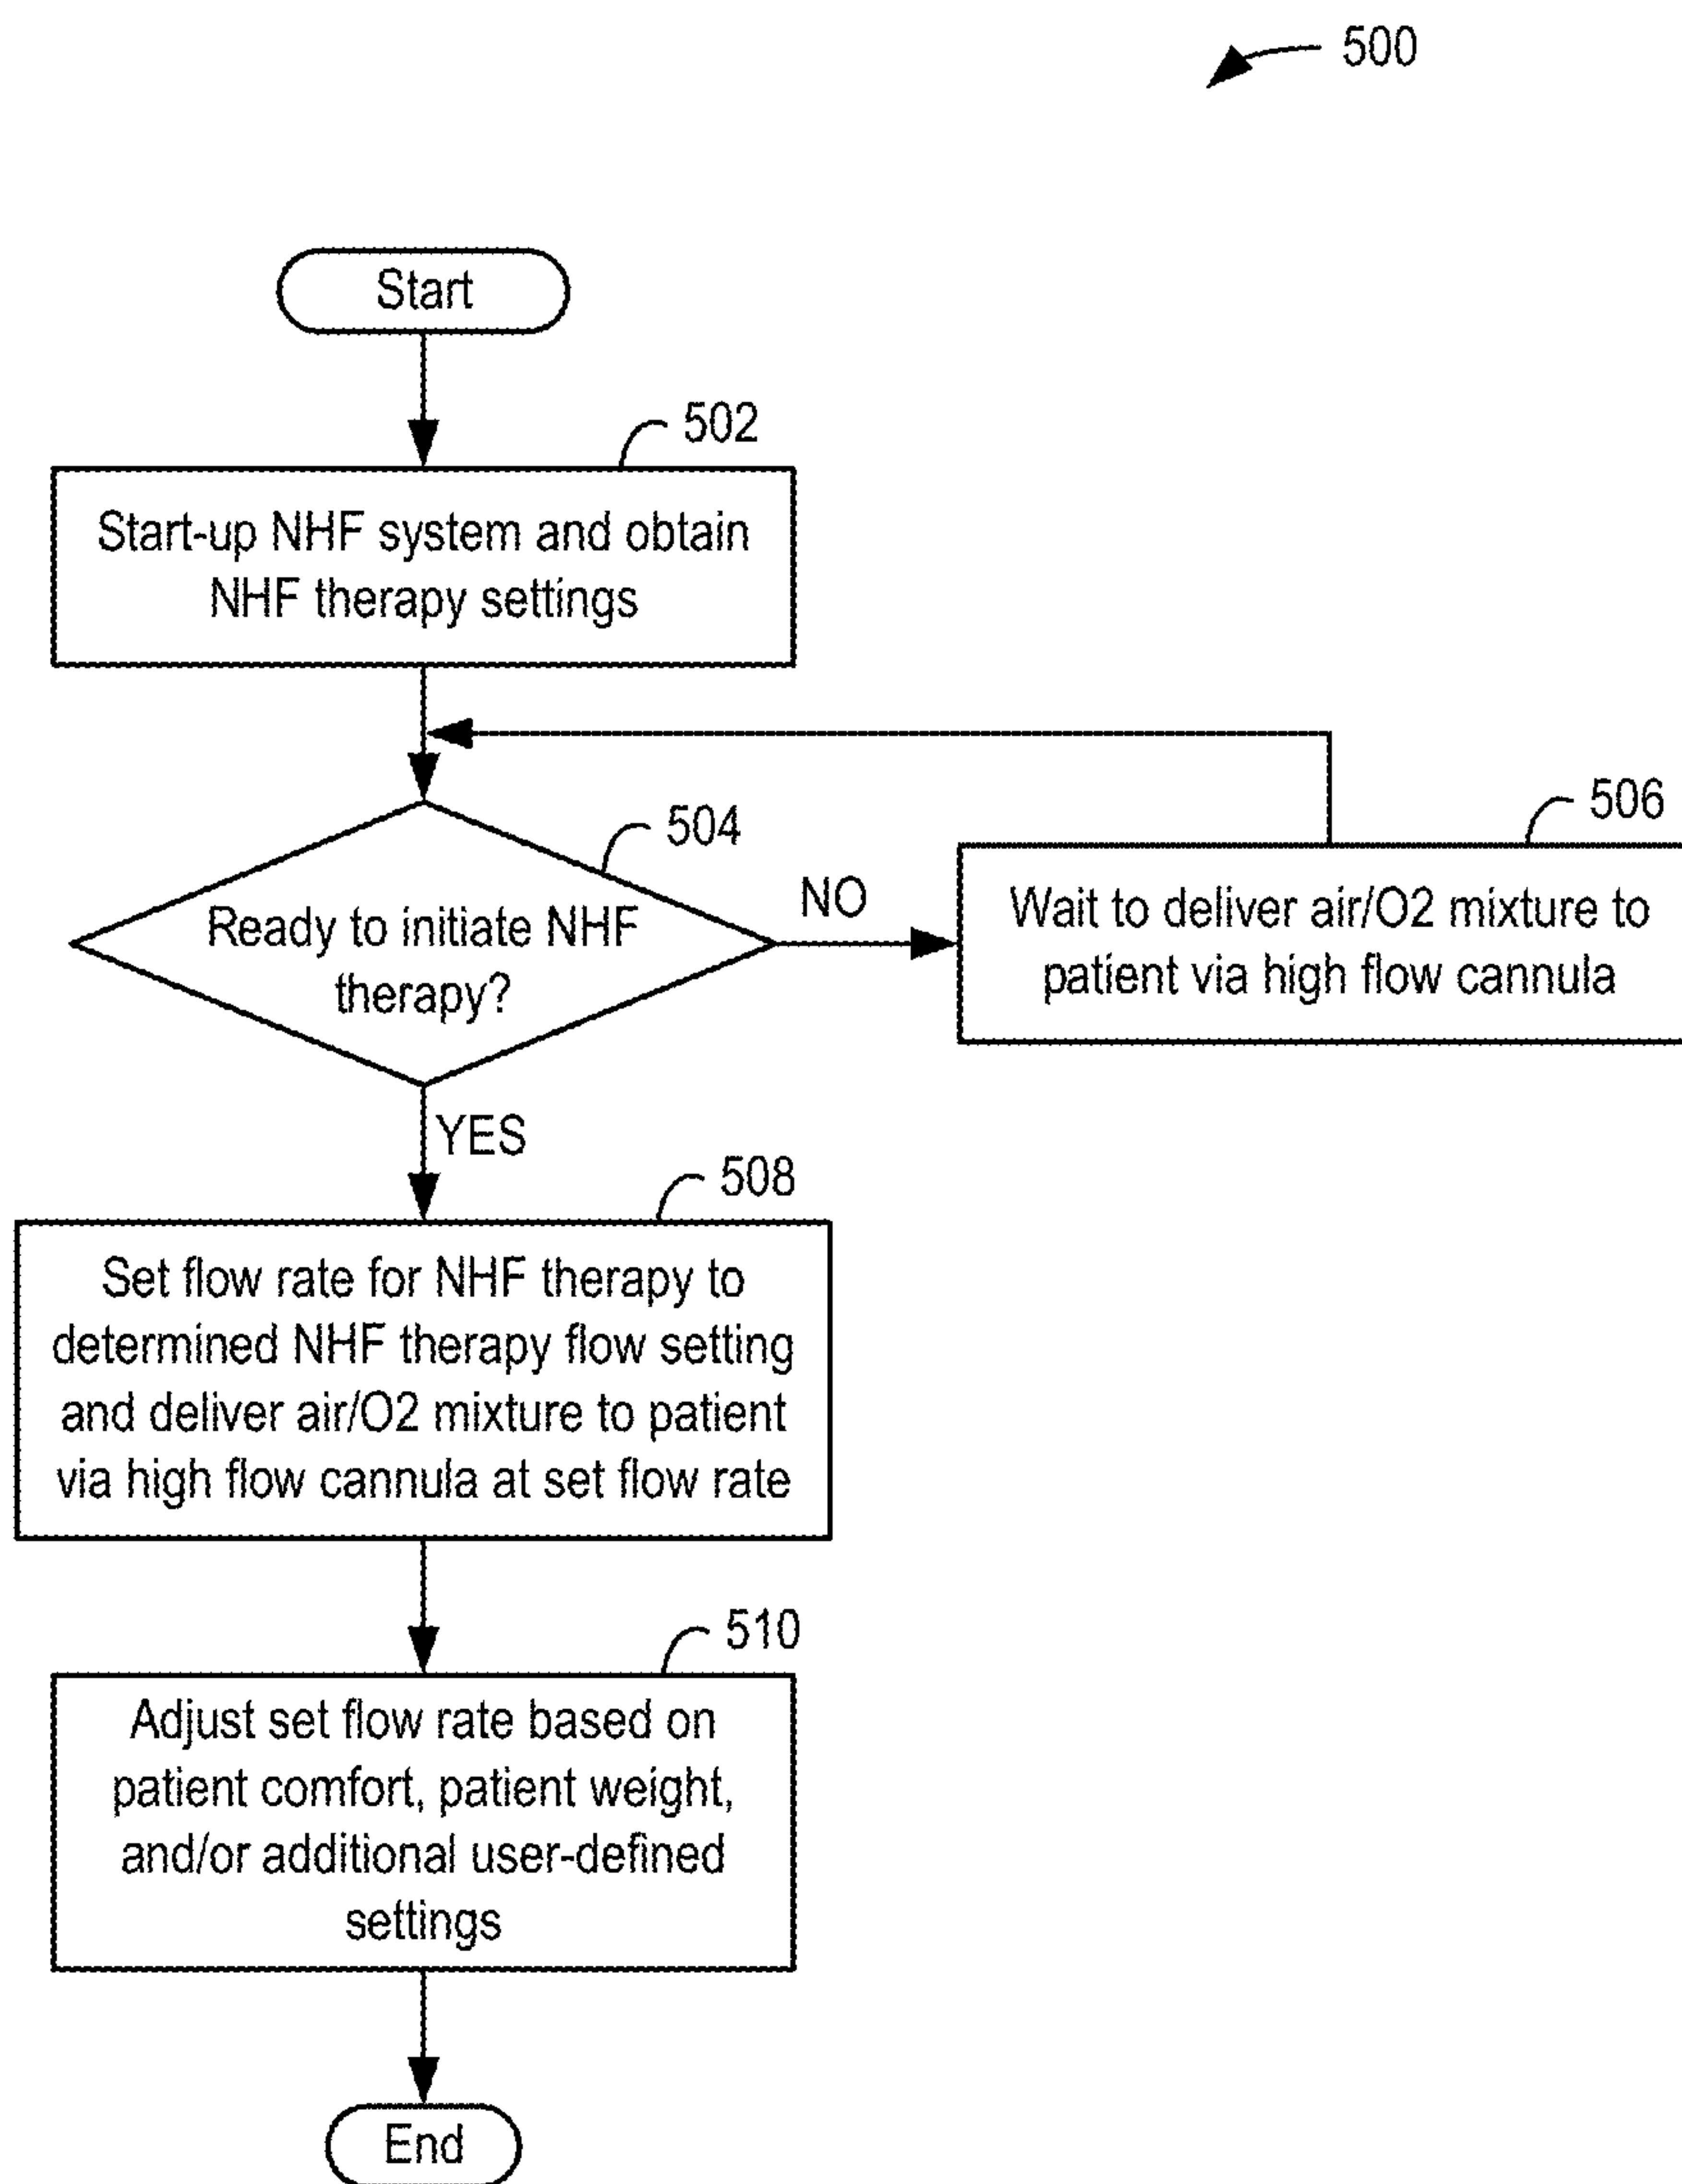 500
Start
502
Start-up NHF system and obtain
NHF therapy settings
504
Ready to initiate NHF
therapy?
NO
506
Wait to deliver air/O2 mixture to
patient via high flow cannula
YES
508
Set flow rate for NHF therapy to
determined NHF therapy flow setting
and deliver air/O2 mixture to patient
via high flow cannula at set flow rate
510
Adjust set flow rate based on
patient comfort, patient weight,
and/or additional user-defined
settings
End